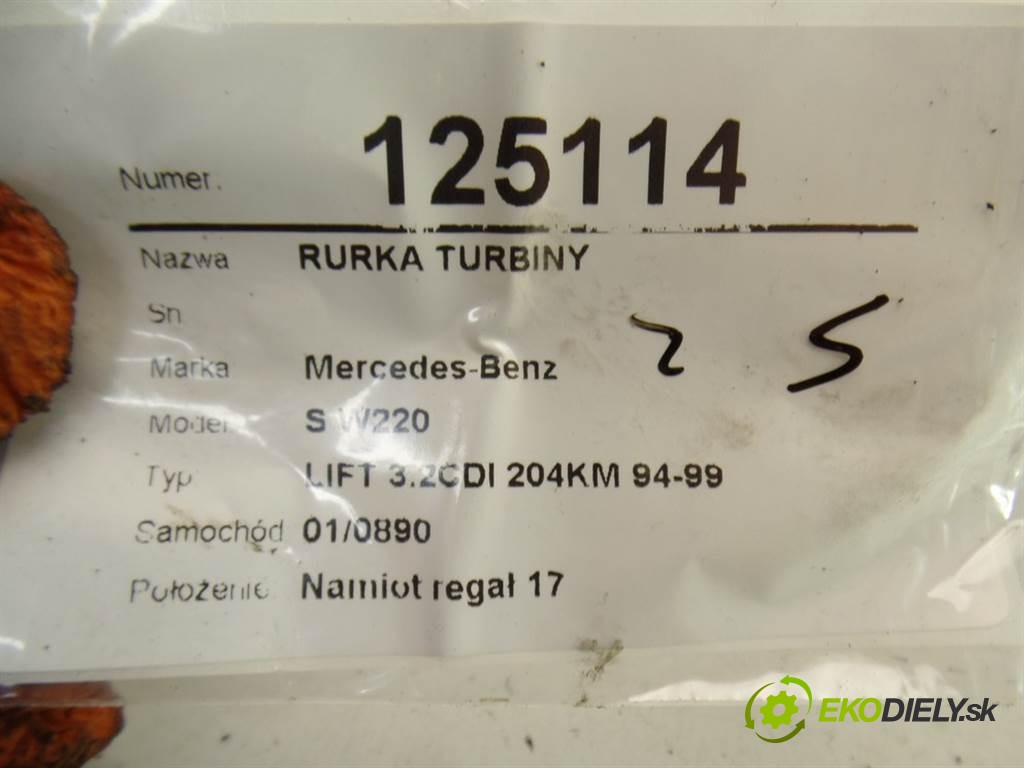 Numer. 125114
Nazwa RURKA TURBINY
Sn
Marka Mercedes-Benz
2 5
Model S W220
Typ LIFT 3.2CDI 204KM 94-99
Samochód 01/0890
Położenie Namiot regał 17
EKODIELY.sk